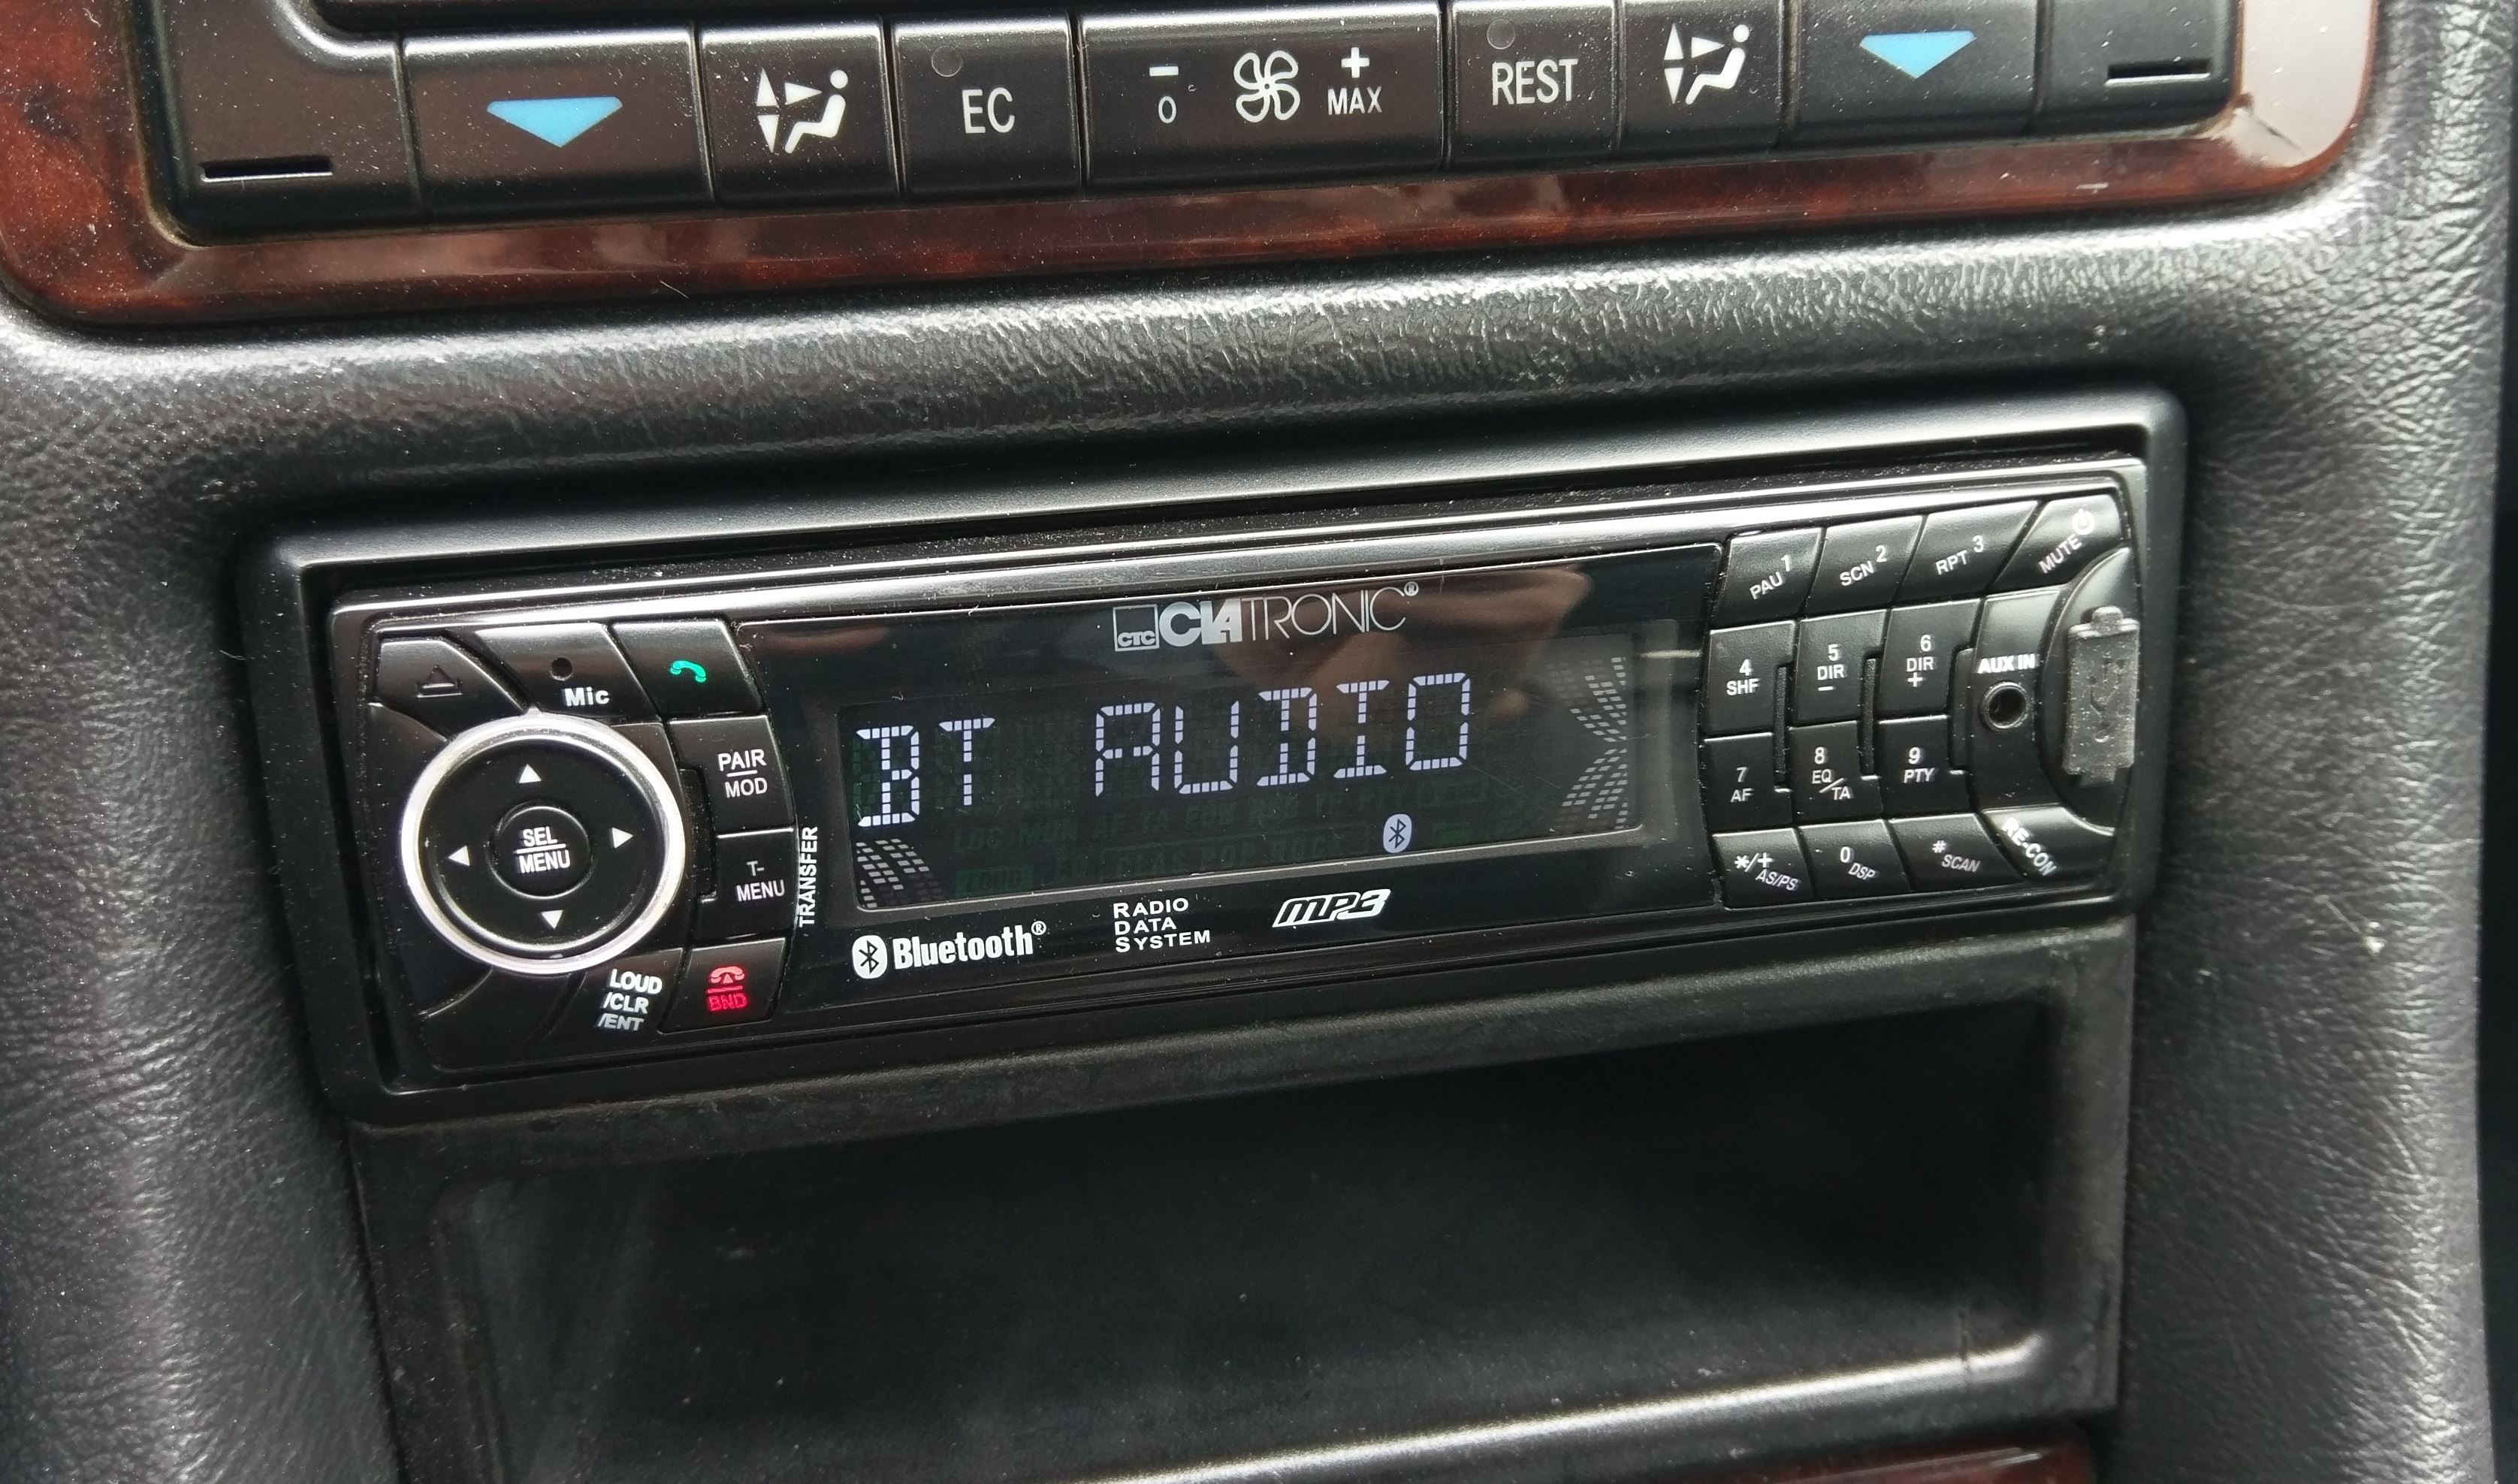 EC
- 0
+ MAX
REST
CTC CLATRONIC®
Mic
PAIR
MOD
SEL
MENU
T-
MENU
TRANSFER
LOUD
/CLR
/ENT
BND
BT AUDIO
Bluetooth®
RADIO
DATA
SYSTEM
MP3
PAU 1
SCN 2
RPT 3
MUTE
4
SHF
5
DIR
-
6
DIR
+
AUX IN
7
AF
8
EQ/TA
9
PTY
*/+
AS/PS
0
DSP
#
SCAN
RE-CON